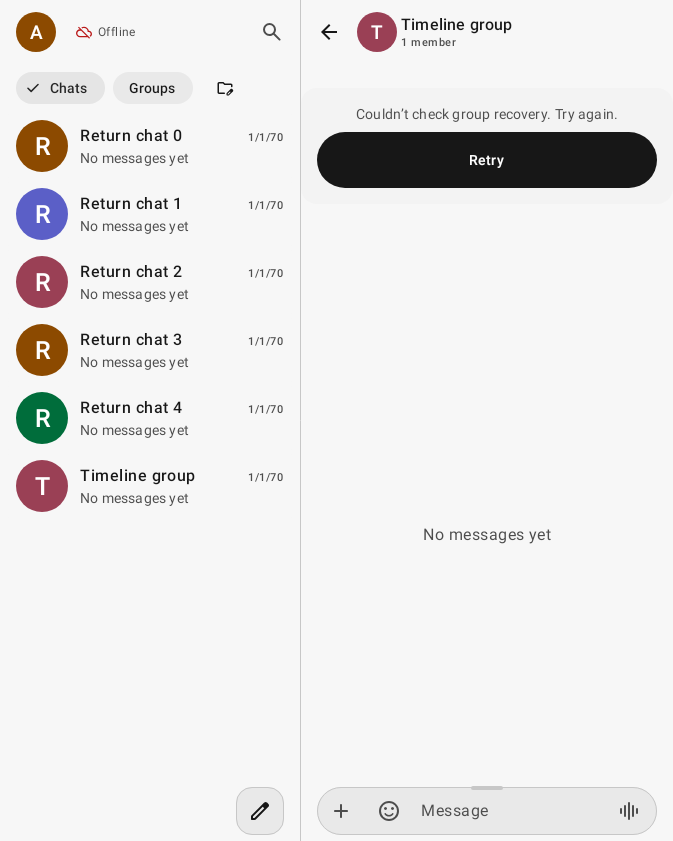 A
Offline
Chats
Groups
R
Return chat 0
1/1/70
No messages yet
R
Return chat 1
1/1/70
No messages yet
R
Return chat 2
1/1/70
No messages yet
R
Return chat 3
1/1/70
No messages yet
R
Return chat 4
1/1/70
No messages yet
T
Timeline group
1/1/70
No messages yet
T
Timeline group
1 member
Couldn’t check group recovery. Try again.
Retry
No messages yet
Message